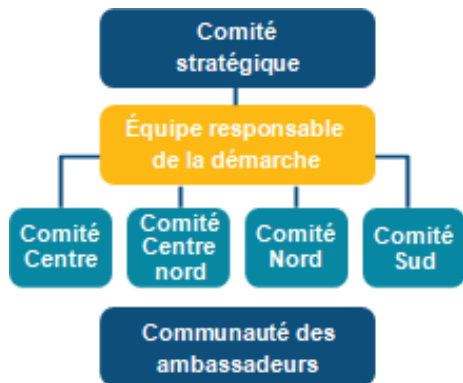 Comité
stratégique
Équipe responsable
de la démarche
Comité
Centre
Comité
Centre
nord
Comité
Nord
Comité
Sud
Communauté des
ambassadeurs